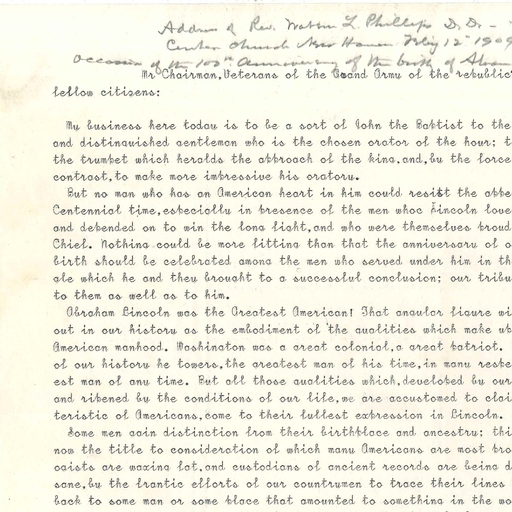 Address of Rev. Watson L. Phillips D.D. -
Center Church New Haven. Feby 12" 1909
Occasion of the 100th anniversary of the birth of Abra
Mr Chairman, Veterans of the Grand Army of the republic
fellow citizens:
My business here today is to be a sort of John the Baptist to the
and distinguished gentleman who is the chosen orator of the hour; t
the trumpet which heralds the approach of the king, and, by the force
contrast, to make more impressive his oratory.
But no man who has an American heart in him could resist the appe
Centennial time, especially in presence of the men whoc Lincoln love
and depended on to win the long fight, and who were themselves proud
Chief. Nothing could be more fitting than that the anniversary of o
birth should be celebrated among the men who served under him in th
gle which he and they brought to a successful conclusion; our tribu
to them as well as to him.
Abraham Lincoln was the Greatest American! That angular figure wi
out in our history as the embodiment of the qualities which make up
American manhood. Washington was a great colonial, a great patriot.
of our history he towers, the greatest man of his time, in many respe
est man of any time. But all those qualities which, developed by our
and ripened by the conditions of our life, we are accustomed to clai
teristic of Americans, come to their fullest expression in Lincoln.
Some men gain distinction from their birthplace and ancestry; thi
now the title to consideration of which many Americans are most pro
ogists are waxing fat, and custodians of ancient records are being d
sane, by the frantic efforts of our countrymen to trace their lines
back to some man or some place that amounted to something in the wo